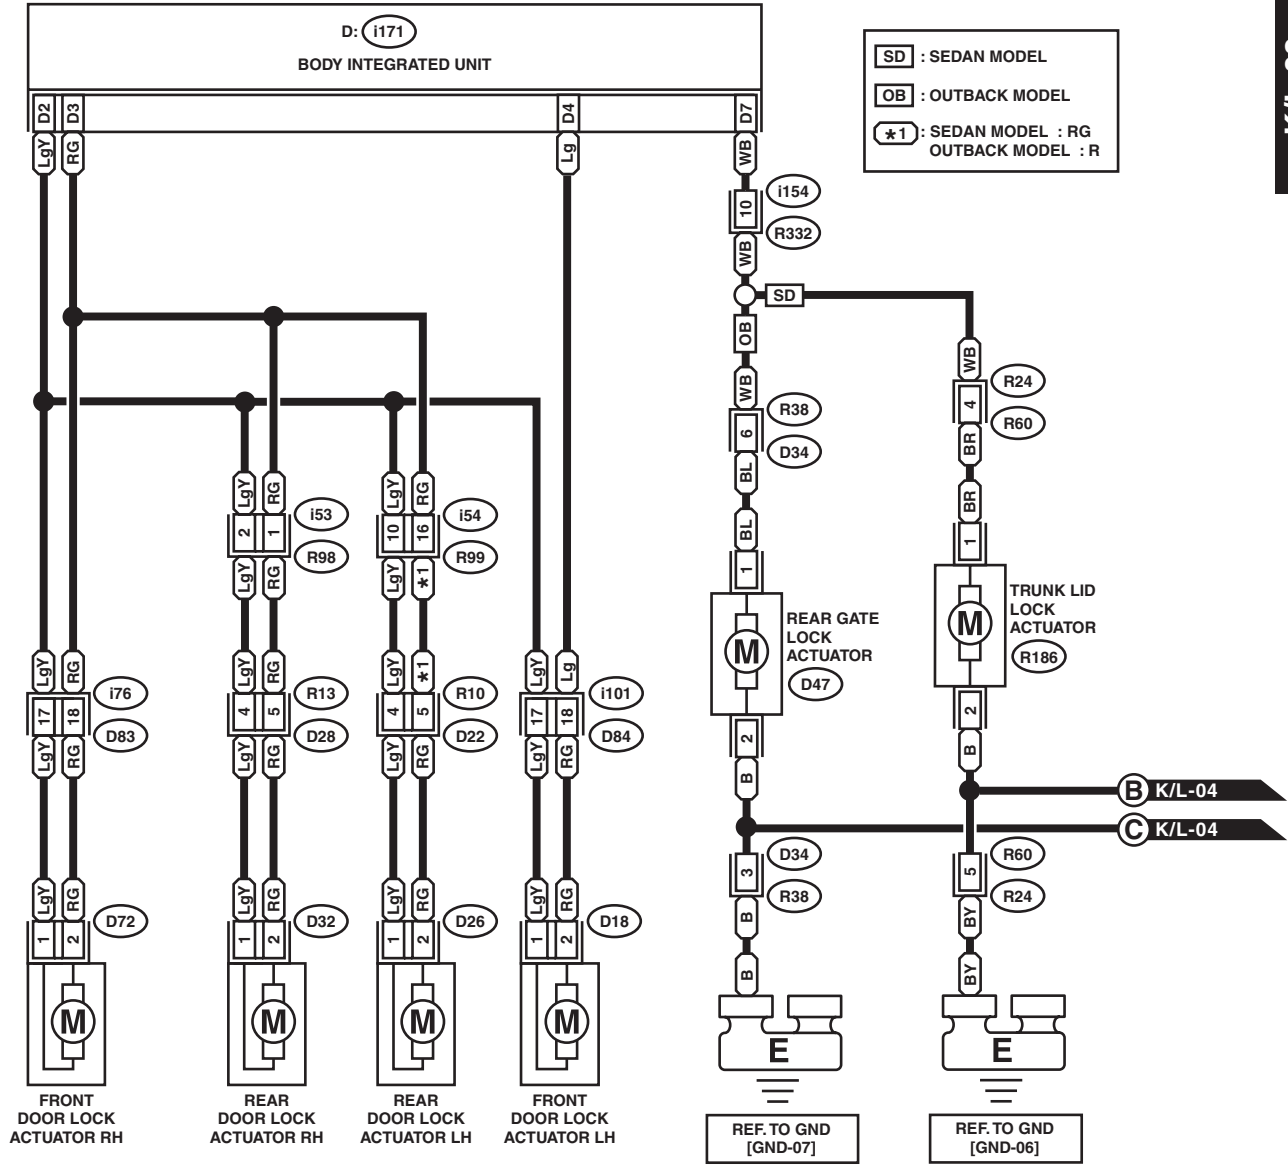 D: i171
BODY INTEGRATED UNIT
SD : SEDAN MODEL
OB : OUTBACK MODEL
*1 : SEDAN MODEL : RG
OUTBACK MODEL : R
D2 D3 D4 D7
LgY RG Lg WB
10 i154
R332
WB
SD
OB
WB WB
R24
4
R60
R38
6
D34
BR
BL
LgY RG LgY RG BR
BL
2 1 i53 10 16 i54
R98 R99
1
1
LgY RG LgY *1
REAR GATE
LOCK
ACTUATOR
M
D47
TRUNK LID
LOCK
ACTUATOR
M
R186
LgY RG LgY RG LgY *1 LgY Lg
17 18 i76 4 5 R13 4 5 R10 17 18 i101
D83 D28 D22 D84
2
2
LgY RG LgY RG LgY RG LgY RG
B
B
B K/L-04
C K/L-04
D34
3
R38
R60
5
R24
LgY RG LgY RG LgY RG LgY RG
B BY
1 2 D72 1 2 D32 1 2 D26 1 2 D18
B BY
M M M M
E E
FRONT
DOOR LOCK
ACTUATOR RH
REAR
DOOR LOCK
ACTUATOR RH
REAR
DOOR LOCK
ACTUATOR LH
FRONT
DOOR LOCK
ACTUATOR LH
REF. TO GND
[GND-07]
REF. TO GND
[GND-06]